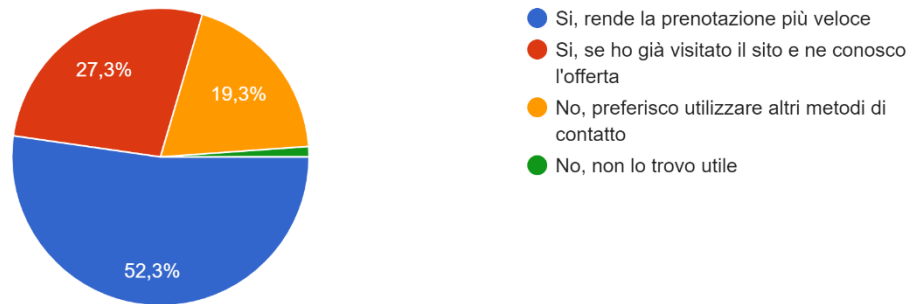 27,3%
19,3%
52,3%
Si, rende la prenotazione più veloce
Si, se ho già visitato il sito e ne conosco
l'offerta
No, preferisco utilizzare altri metodi di
contatto
No, non lo trovo utile